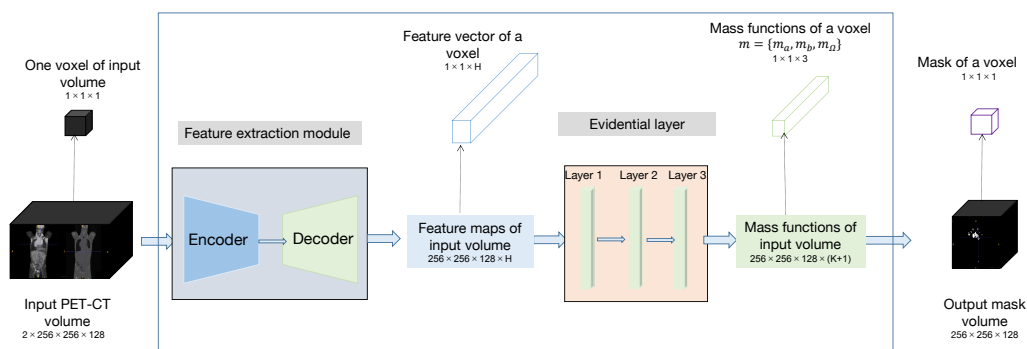 One voxel of input
volume
1 × 1 × 1
Input PET-CT
volume
2 × 256 × 256 × 128
Feature extraction module
Encoder
Decoder
Feature vector of a
voxel
1 × 1 × H
Feature maps of
input volume
256 × 256 × 128 × H
Evidential layer
Layer 1
Layer 2
Layer 3
Mass functions of a voxel
m = {m_a, m_b, m_Ω}
1 × 1 × 3
Mass functions of
input volume
256 × 256 × 128 × (K+1)
Mask of a voxel
1 × 1 × 1
Output mask
volume
256 × 256 × 128